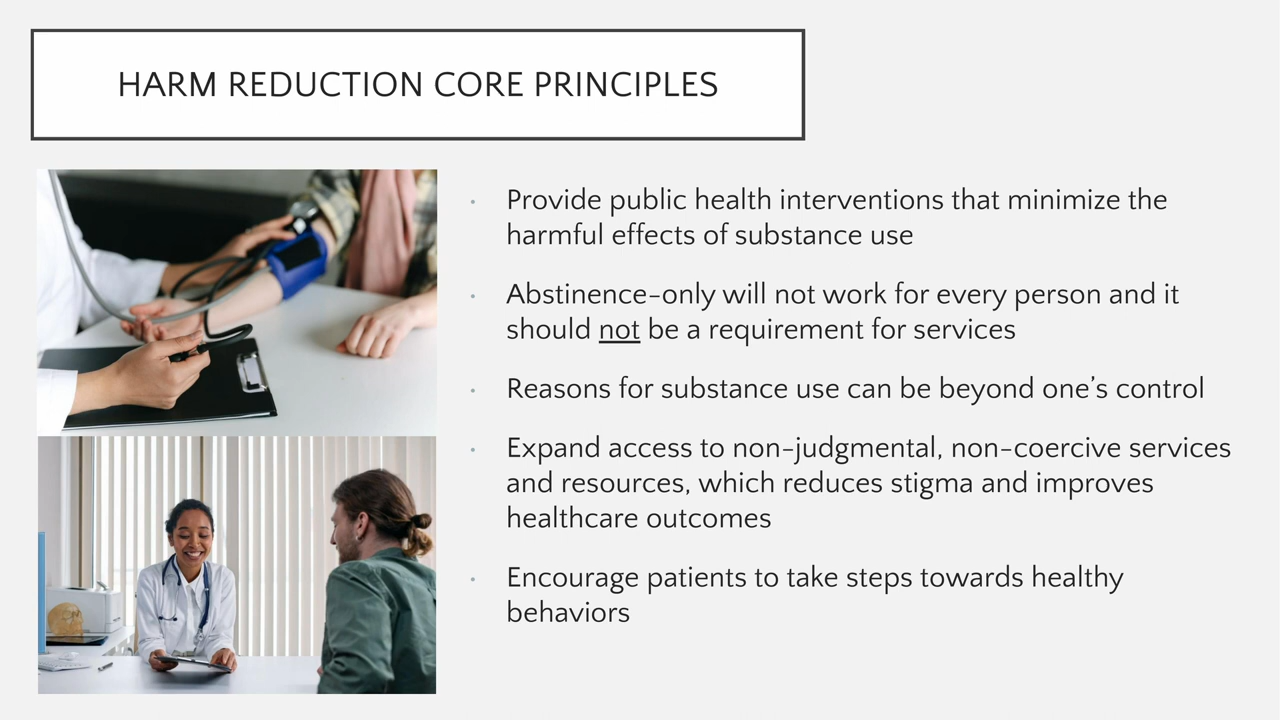 HARM REDUCTION CORE PRINCIPLES
• Provide public health interventions that minimize the
harmful effects of substance use
• Abstinence-only will not work for every person and it
should not be a requirement for services
• Reasons for substance use can be beyond one’s control
• Expand access to non-judgmental, non-coercive services
and resources, which reduces stigma and improves
healthcare outcomes
• Encourage patients to take steps towards healthy
behaviors